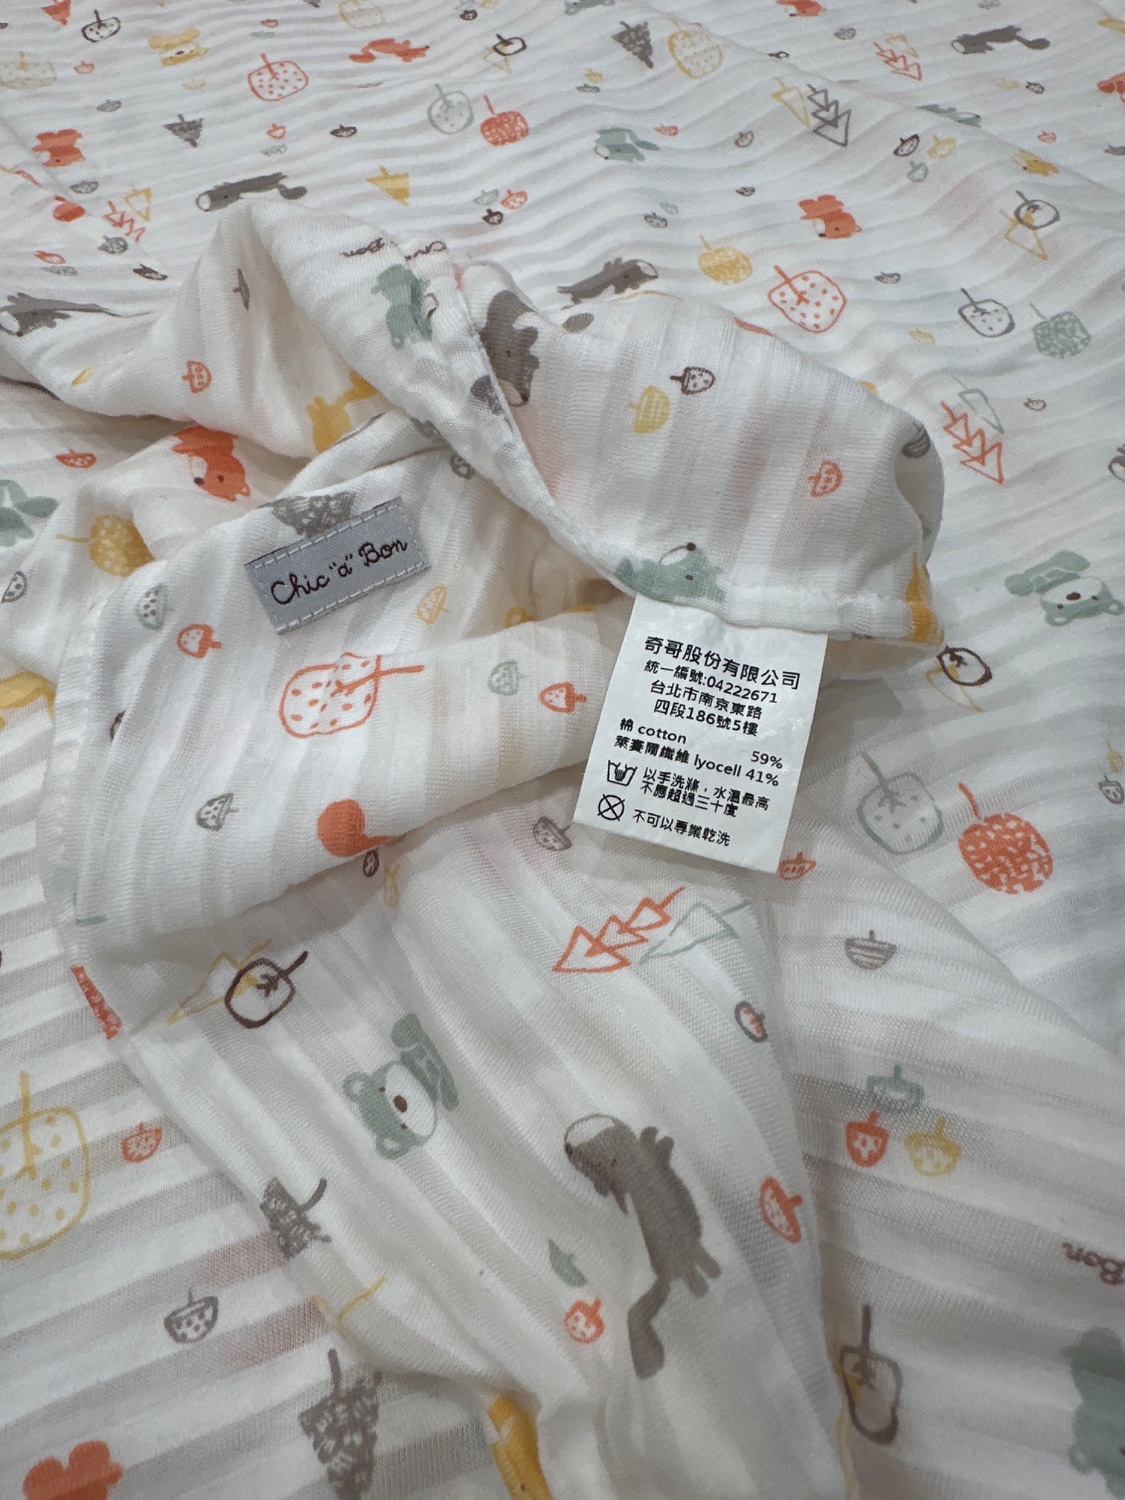 Chic "a" Bon
奇哥股份有限公司
統一編號:04222671
台北市南京東路
四段186號5樓
棉 cotton 59%
萊賽爾纖維 lyocell 41%
以手洗滌，水溫最高
不應超過三十度
不可以專業乾洗
Bon